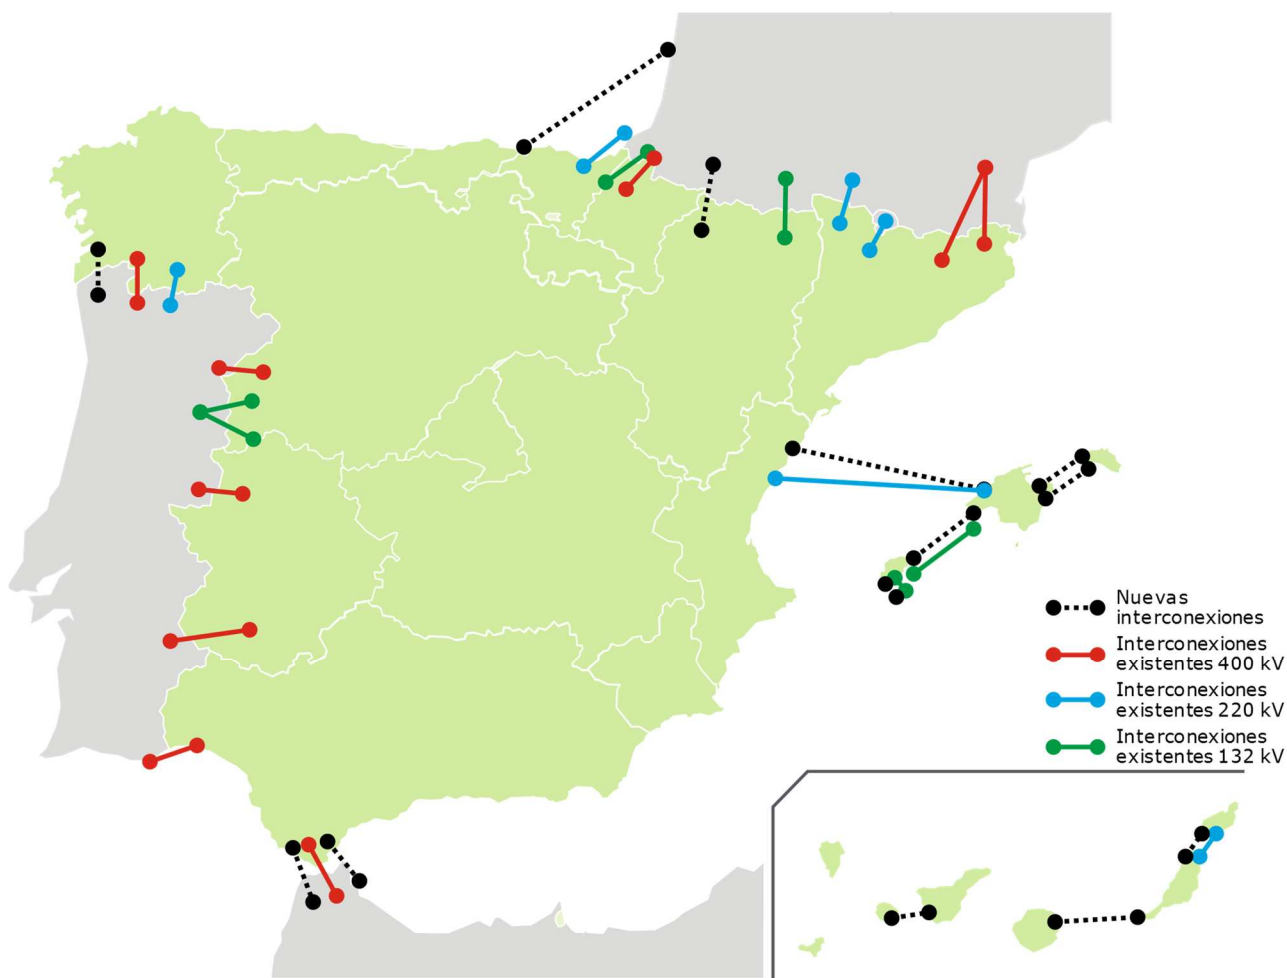 Nuevas
interconexiones
Interconexiones
existentes 400 kV
Interconexiones
existentes 220 kV
Interconexiones
existentes 132 kV